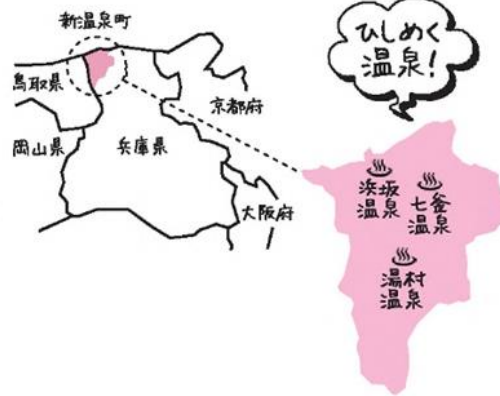 新温泉町
ひしめく
温泉!
鳥取県
京都府
岡山県
兵庫県
大阪府
浜坂
温泉
七釜
温泉
湯村
温泉